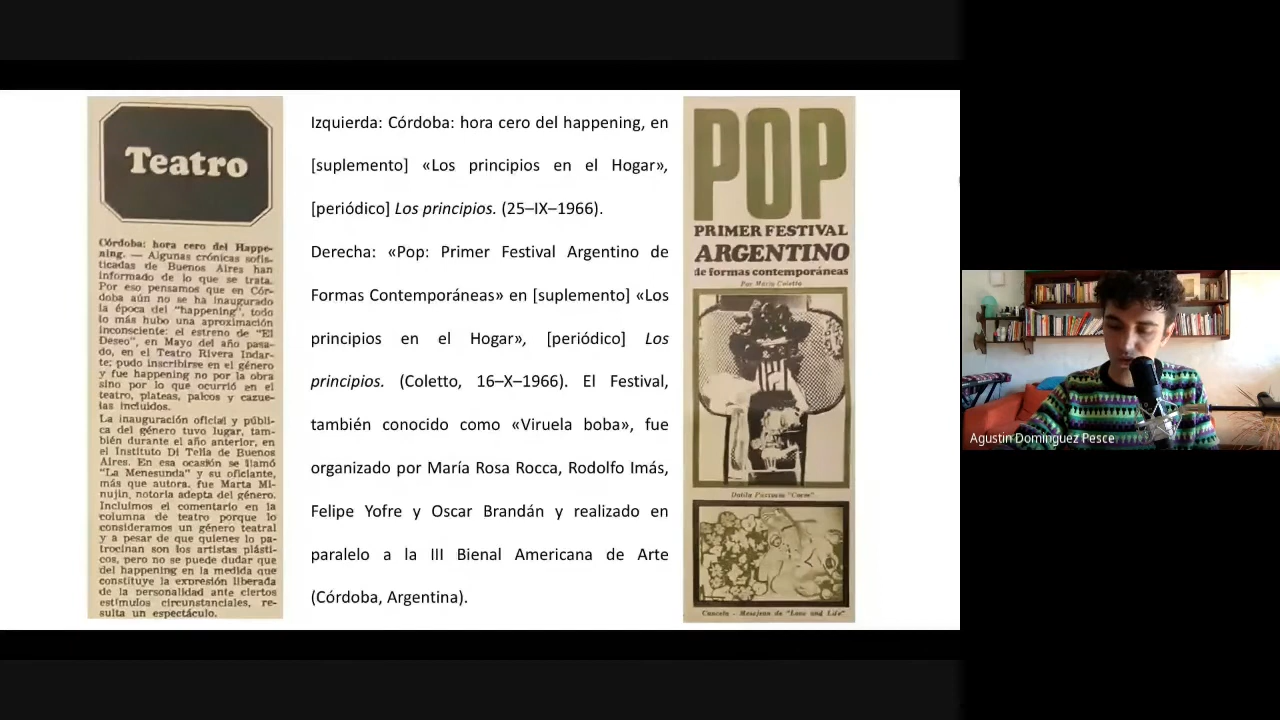 Teatro
Córdoba: hora cero del Happe-
ning. — Algunas crónicas sofis-
ticadas de Buenos Aires han
informado de lo que se trata.
Por eso pensamos que en Cór-
doba aún no se ha inaugurado
la época del "happening", todo
lo más hubo una aproximación
inconsciente: el estreno de "El
Deseo", en Mayo del año pasa-
do, en el Teatro Rivera Indar-
te; pudo inscribirse en el género
y fue happening no por la obra
sino por lo que ocurrió en el
teatro, plateas, palcos y cazue-
las incluidos.
La inauguración oficial y públi-
ca del género tuvo lugar, tam-
bién durante el año anterior, en
el Instituto Di Tella de Buenos
Aires. En esa ocasión se llamó
"La Menesunda" y su oficiante,
más que autora, fue Marta Mi-
nujin, notoria adepta del género.
Incluimos el comentario en la
columna de teatro porque lo
consideramos un género teatral
y a pesar de que quienes lo pa-
trocinan son los artistas plásti-
cos, pero no se puede dudar que
del happening en la medida que
constituye la expresión liberada
de la personalidad ante ciertos
estímulos circunstanciales, re-
sulta un espectáculo.
Izquierda: Córdoba: hora cero del happening, en
[suplemento] «Los principios en el Hogar»,
[periódico] Los principios. (25–IX–1966).
Derecha: «Pop: Primer Festival Argentino de
Formas Contemporáneas» en [suplemento] «Los
principios en el Hogar», [periódico] Los
principios. (Coletto, 16–X–1966). El Festival,
también conocido como «Viruela boba», fue
organizado por María Rosa Rocca, Rodolfo Imás,
Felipe Yofre y Oscar Brandán y realizado en
paralelo a la III Bienal Americana de Arte
(Córdoba, Argentina).
POP
PRIMER FESTIVAL
ARGENTINO
de formas contemporáneas
Por María Coletto
Dalila Puzzovio
Cancela - de "Love and Life"
Agustin Dominguez Pesce